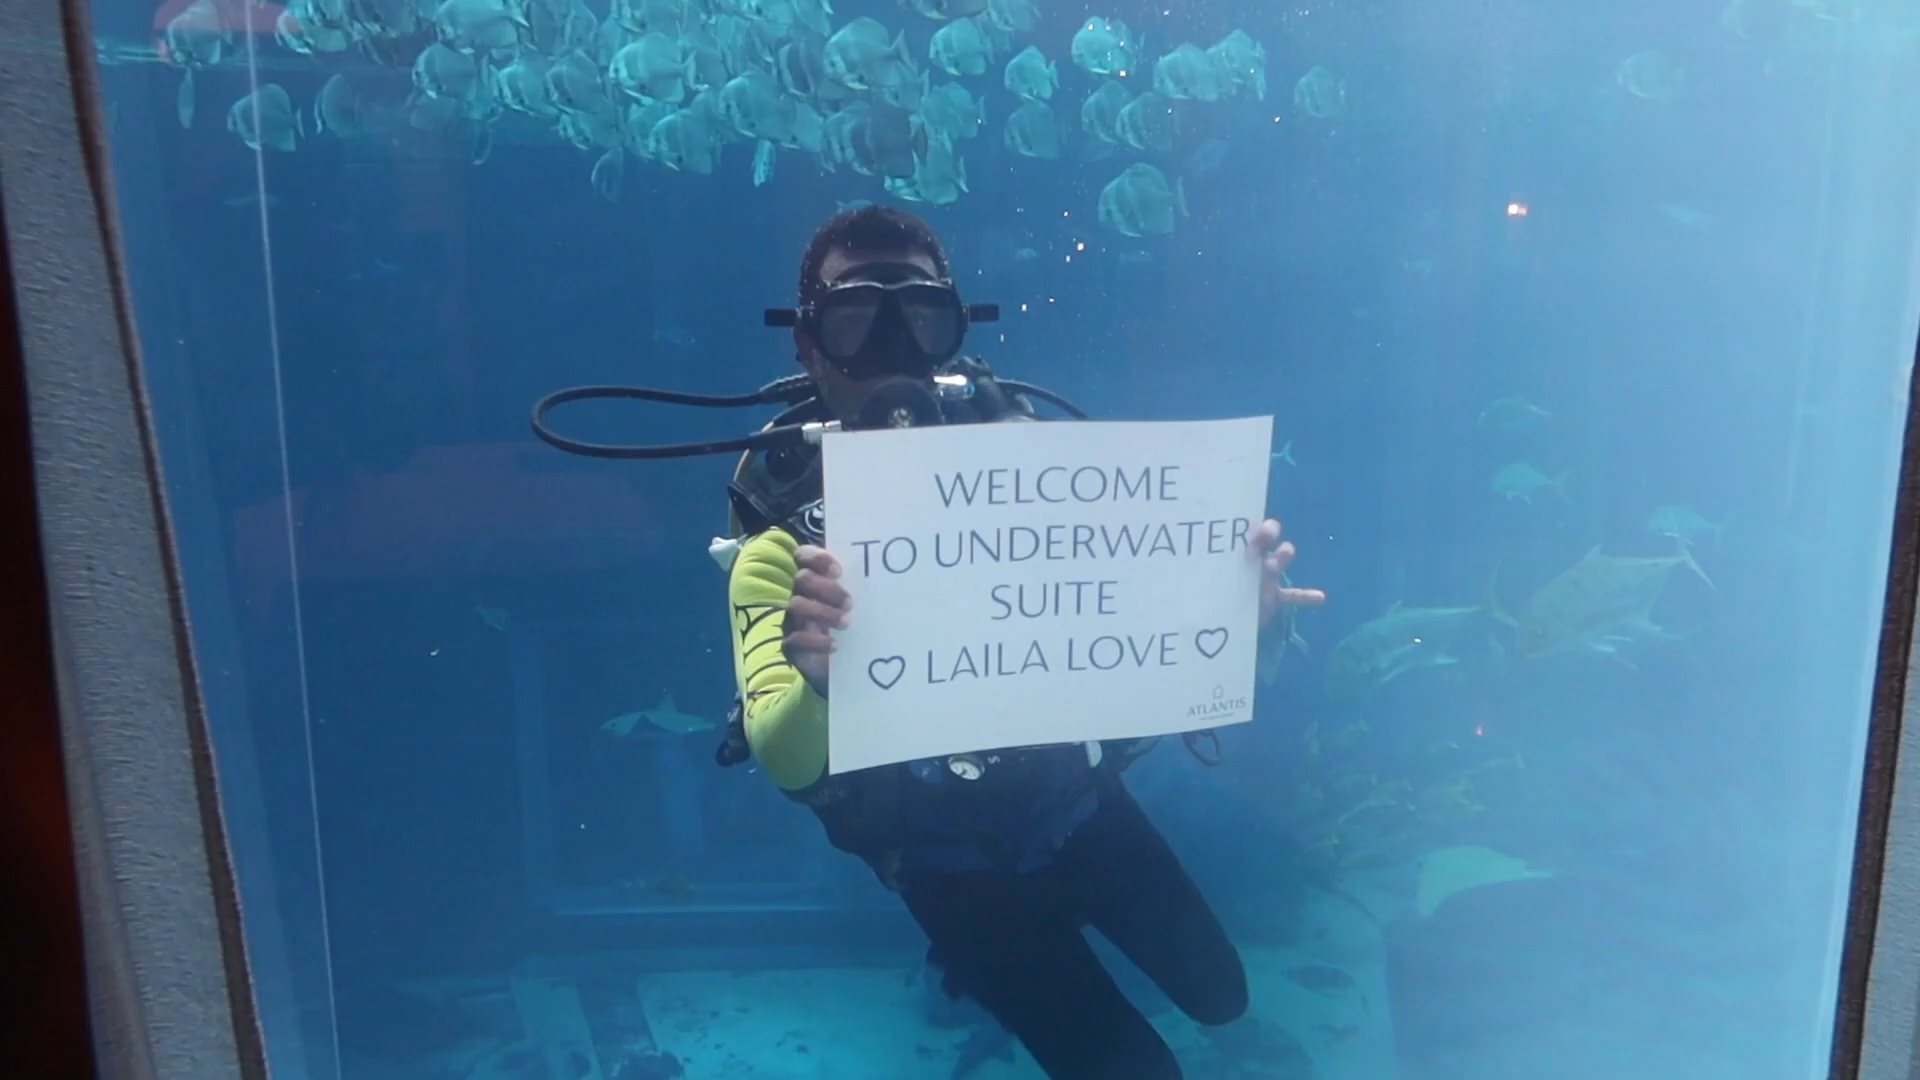 WELCOME
TO UNDERWATER
SUITE
♡ LAILA LOVE ♡
ATLANTIS